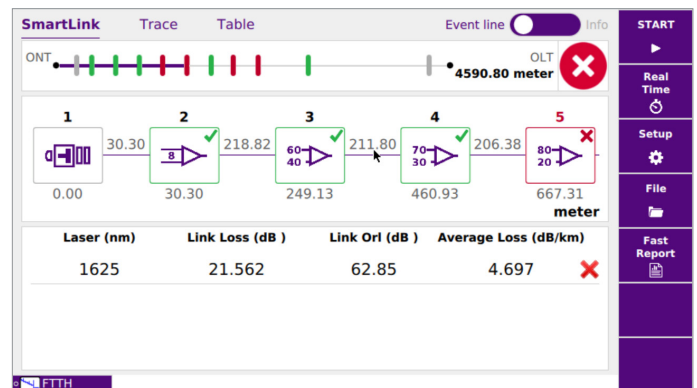 SmartLink Trace Table Event line Info
ONT OLT
4590.80 meter
1 2 3 4 5
30.30 218.82 211.80 206.38
8 60 40 70 30 80 20
0.00 30.30 249.13 460.93 667.31
meter
Laser (nm) Link Loss (dB ) Link Orl (dB ) Average Loss (dB/km)
1625 21.562 62.85 4.697
FTTH
START
Real
Time
Setup
File
Fast
Report